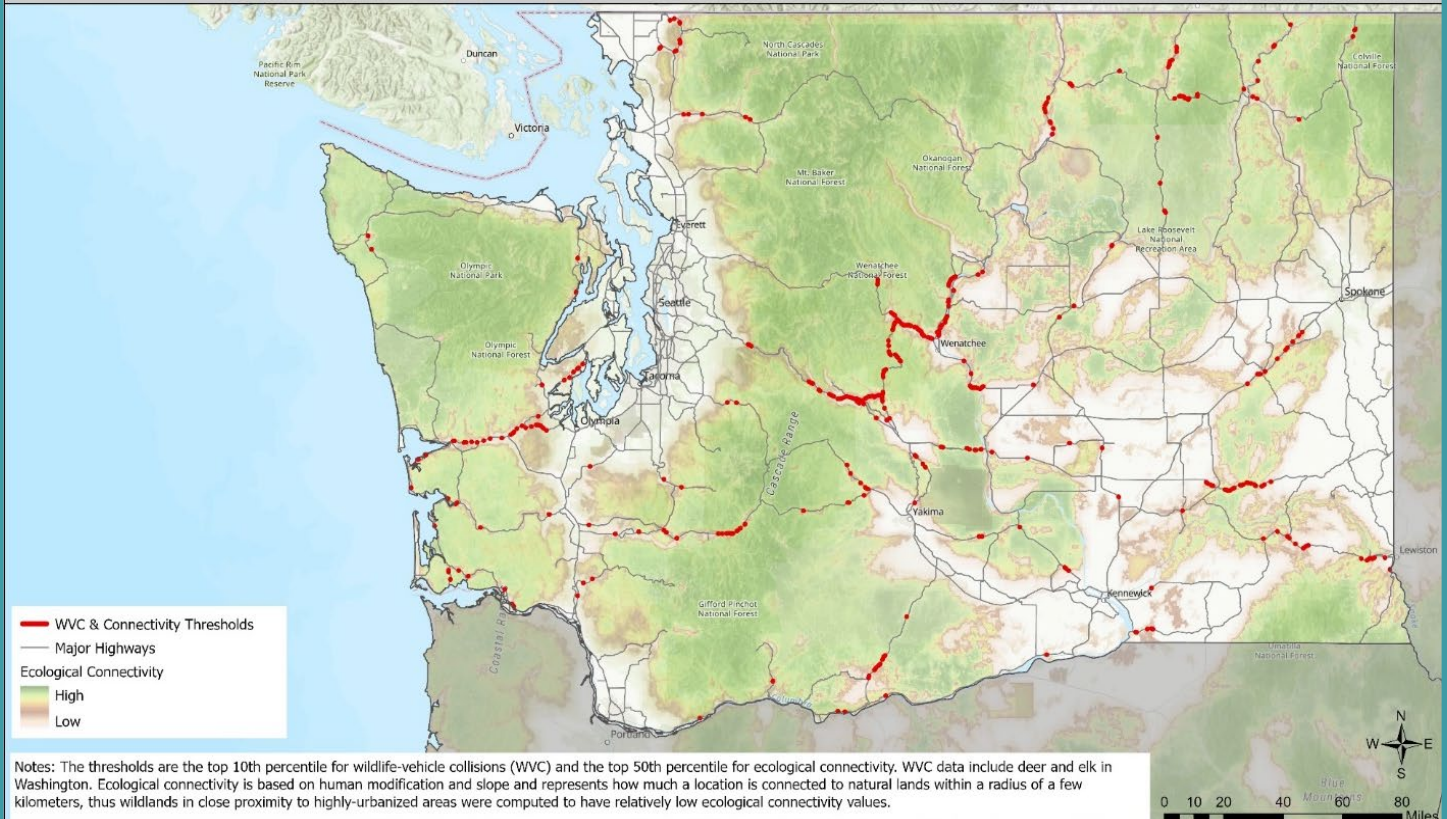 Duncan
Pacific Rim
National Park
Reserve
Victoria
North Cascades
National Park
Colville
National Forest
Okanogan
National Forest
Mt. Baker
National Forest
Everett
Lake Roosevelt
National
Recreation Area
Olympic
National Park
Wenatchee
National Forest
Seattle
Spokane
Olympic
National Forest
Wenatchee
Tacoma
Olympia
Cascade Range
Yakima
Lewiston
Kennewick
Gifford Pinchot
National Forest
Umatilla
National Forest
Coastal
Columbia
Portland
WVC & Connectivity Thresholds
Major Highways
Ecological Connectivity
High
Low
N
W E
S
Blue
Mountains
0 10 20 40 60 80
Miles
Notes: The thresholds are the top 10th percentile for wildlife-vehicle collisions (WVC) and the top 50th percentile for ecological connectivity. WVC data include deer and elk in
Washington. Ecological connectivity is based on human modification and slope and represents how much a location is connected to natural lands within a radius of a few
kilometers, thus wildlands in close proximity to highly-urbanized areas were computed to have relatively low ecological connectivity values.